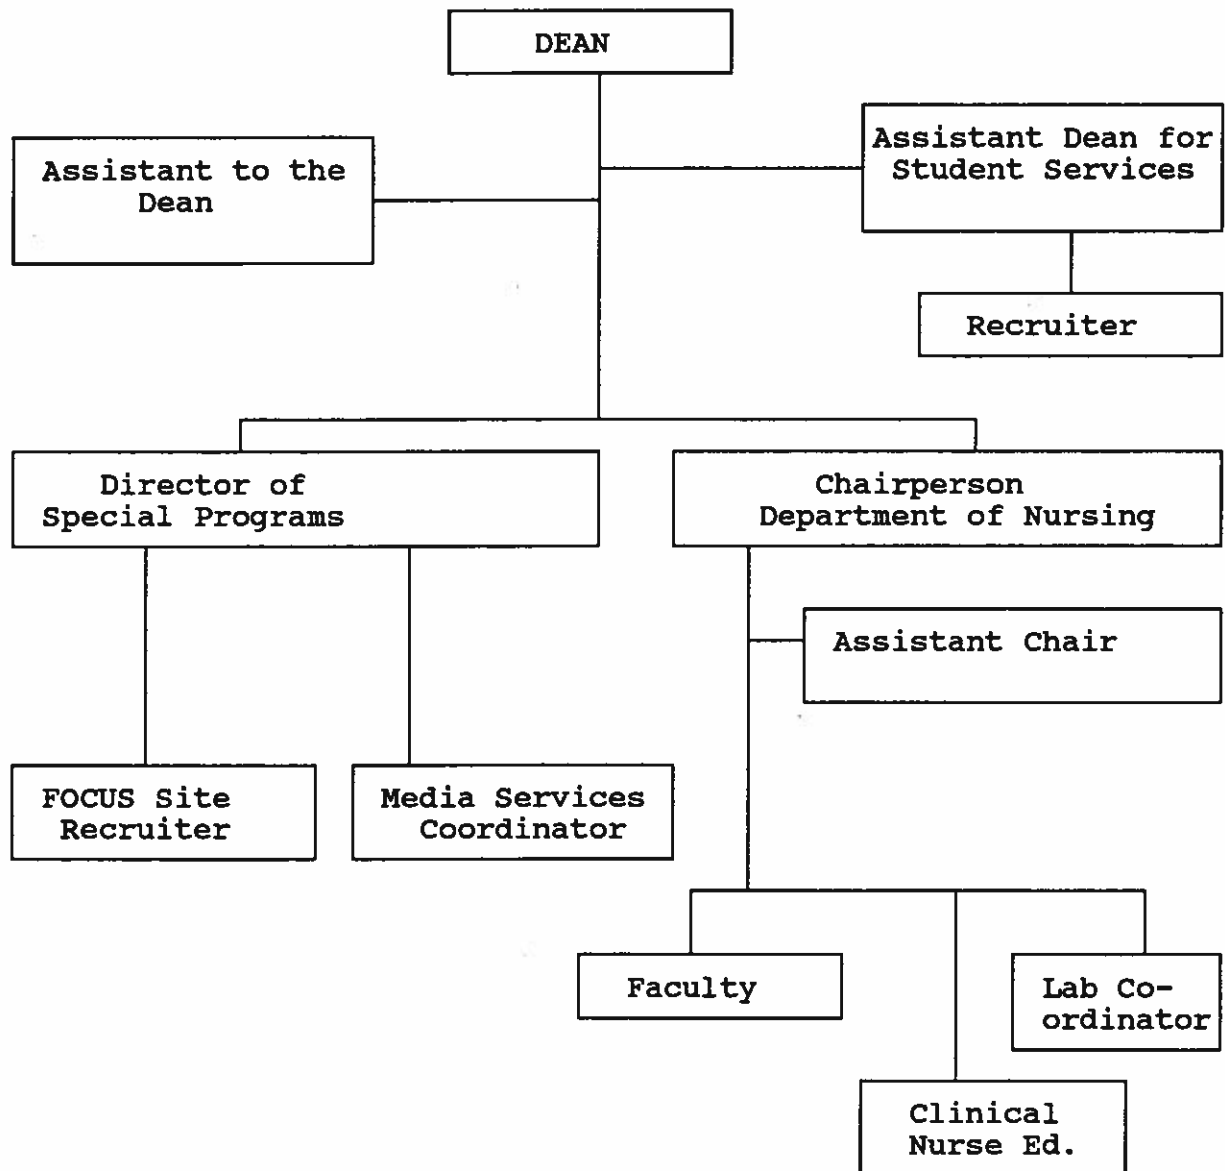 DEAN
Assistant to the
Dean
Assistant Dean for
Student Services
Recruiter
Director of
Special Programs
Chairperson
Department of Nursing
Assistant Chair
FOCUS Site
Recruiter
Media Services
Coordinator
Faculty
Lab Co-
ordinator
Clinical
Nurse Ed.